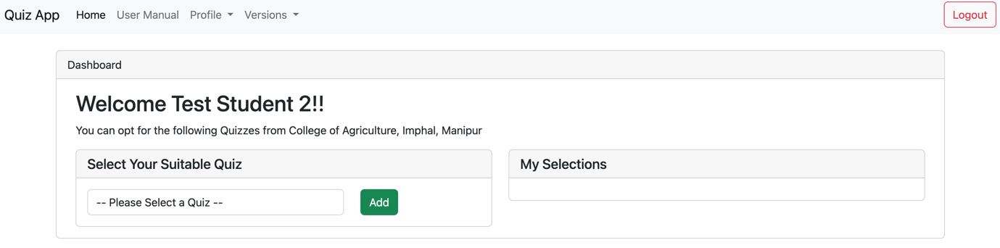 Quiz App Home User Manual Profile Versions Logout
Dashboard
Welcome Test Student 2!!
You can opt for the following Quizzes from College of Agriculture, Imphal, Manipur
Select Your Suitable Quiz
-- Please Select a Quiz -- Add
My Selections